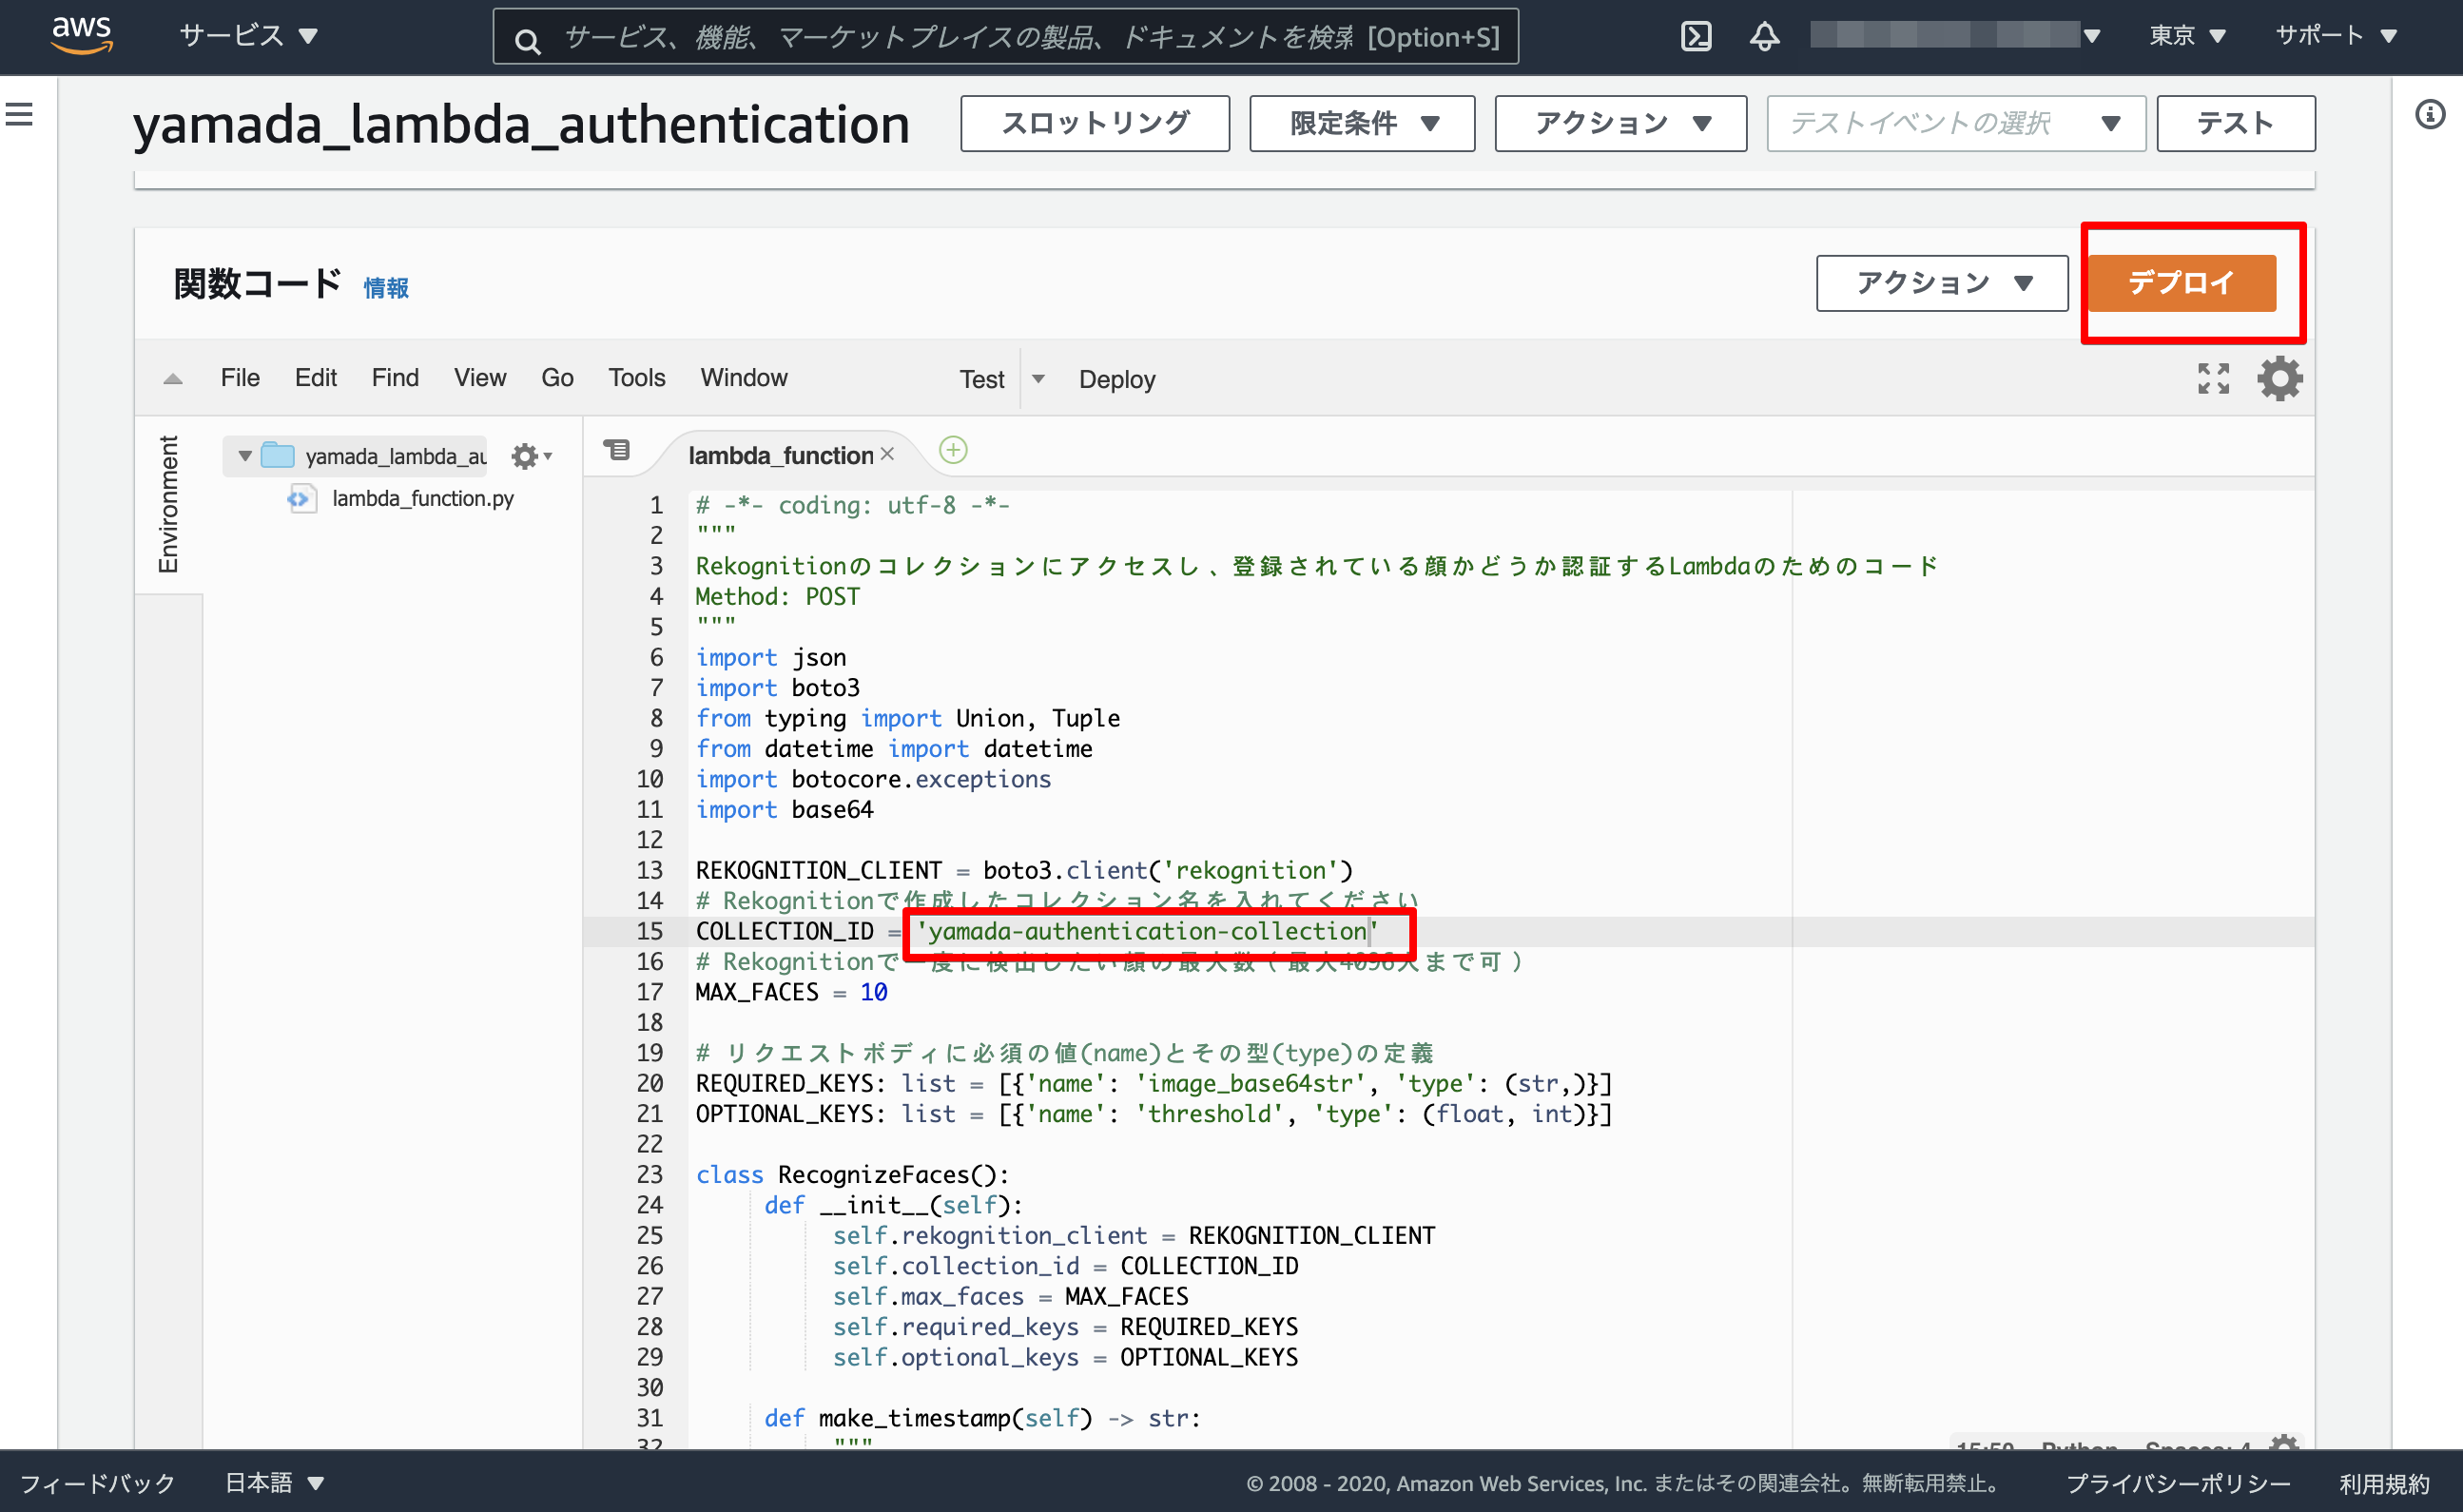 aws サービス サービス、機能、マーケットプレイスの製品、ドキュメントを検索 [Option+S] 東京 サポート
yamada_lambda_authentication スロットリング 限定条件 アクション テストイベントの選択 テスト
関数コード 情報 アクション デプロイ
File Edit Find View Go Tools Window Test Deploy
Environment
yamada_lambda_au
lambda_function.py
lambda_function
1 # -*- coding: utf-8 -*-
2 """
3 Rekognitionのコレクションにアクセスし、登録されている顔かどうか認証するLambdaのためのコード
4 Method: POST
5 """
6 import json
7 import boto3
8 from typing import Union, Tuple
9 from datetime import datetime
10 import botocore.exceptions
11 import base64
12
13 REKOGNITION_CLIENT = boto3.client('rekognition')
14 # Rekognitionで作成したコレクション名を入れてください
15 COLLECTION_ID = 'yamada-authentication-collection'
16 # Rekognitionで一度に検出したい顔の最大数（最大4096人まで可）
17 MAX_FACES = 10
18
19 # リクエストボディに必須の値(name)とその型(type)の定義
20 REQUIRED_KEYS: list = [{'name': 'image_base64str', 'type': (str,)}]
21 OPTIONAL_KEYS: list = [{'name': 'threshold', 'type': (float, int)}]
22
23 class RecognizeFaces():
24 def __init__(self):
25 self.rekognition_client = REKOGNITION_CLIENT
26 self.collection_id = COLLECTION_ID
27 self.max_faces = MAX_FACES
28 self.required_keys = REQUIRED_KEYS
29 self.optional_keys = OPTIONAL_KEYS
30
31 def make_timestamp(self) -> str:
32 """
15:50 Python Spaces: 4
フィードバック 日本語 © 2008 - 2020, Amazon Web Services, Inc. またはその関連会社。無断転用禁止。 プライバシーポリシー 利用規約